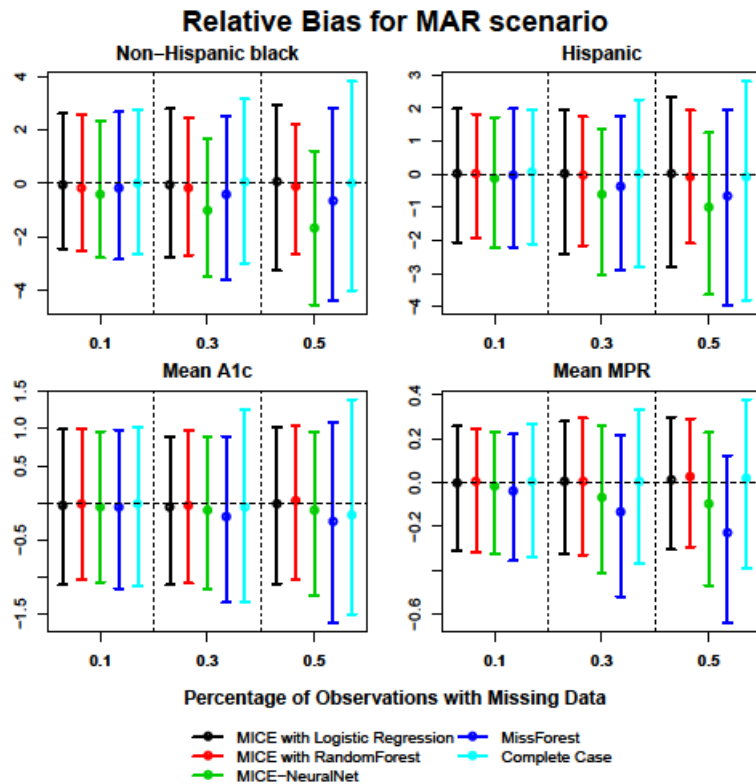 Relative Bias for MAR scenario
Non−Hispanic black
4
2
0
−2
−4
0.1 0.3 0.5
Hispanic
3
2
1
0
−1
−2
−3
−4
0.1 0.3 0.5
Mean A1c
1.5
1.0
0.5
−0.5
−1.5
0.1 0.3 0.5
Mean MPR
0.4
0.2
0.0
−0.2
−0.6
0.1 0.3 0.5
Percentage of Observations with Missing Data
MICE with Logistic Regression
MICE with RandomForest
MICE−NeuralNet
MissForest
Complete Case